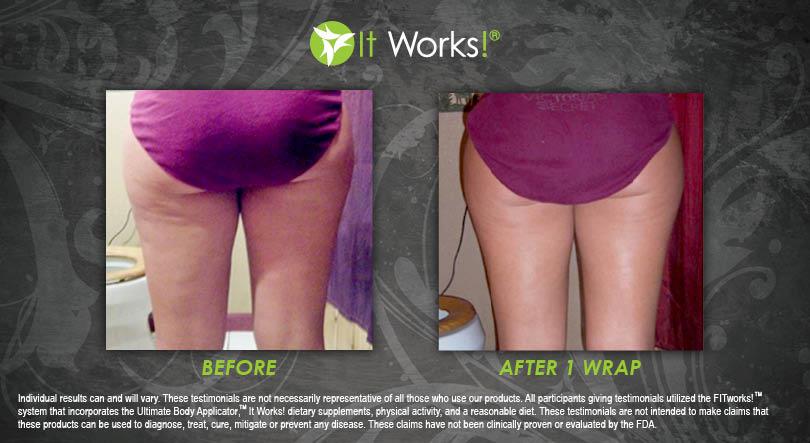 It Works!®
VICTORIA'S
SECRET
BEFORE
AFTER 1 WRAP
Individual results can and will vary. These testimonials are not necessarily representative of all those who use our products. All participants giving testimonials utilized the FITworks!™
system that incorporates the Ultimate Body Applicator,™ It Works! dietary supplements, physical activity, and a reasonable diet. These testimonials are not intended to make claims that
these products can be used to diagnose, treat, cure, mitigate or prevent any disease. These claims have not been clinically proven or evaluated by the FDA.